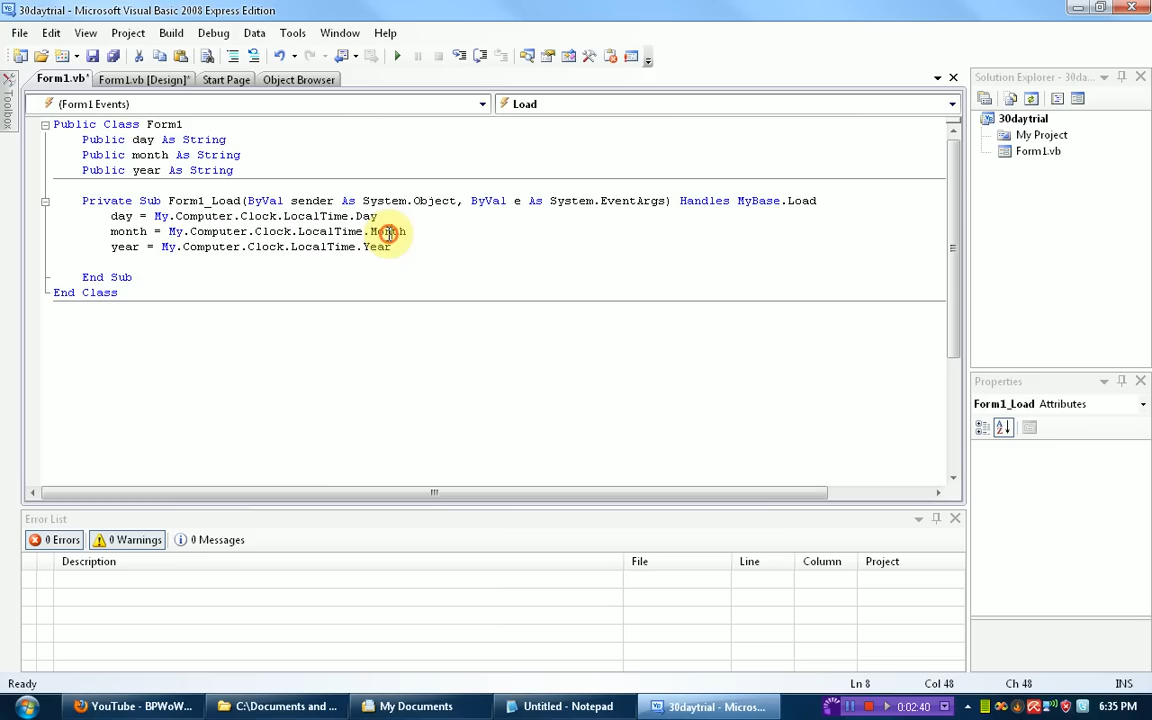 30daytrial - Microsoft Visual Basic 2008 Express Edition
File Edit View Project Build Debug Data Tools Window Help
Form1.vb* Form1.vb [Design]* Start Page Object Browser
Toolbox
(Form1 Events) Load
Public Class Form1
Public day As String
Public month As String
Public year As String
Private Sub Form1_Load(ByVal sender As System.Object, ByVal e As System.EventArgs) Handles MyBase.Load
day = My.Computer.Clock.LocalTime.Day
month = My.Computer.Clock.LocalTime.Month
year = My.Computer.Clock.LocalTime.Year
End Sub
End Class
Solution Explorer - 30da...
30daytrial
My Project
Form1.vb
Properties
Form1_Load Attributes
Error List
0 Errors 0 Warnings 0 Messages
Description File Line Column Project
Ready Ln 8 Col 48 Ch 48 INS
YouTube - BPWoW... C:\Documents and ... My Documents Untitled - Notepad 30daytrial - Micros... 0:02:40 6:35 PM